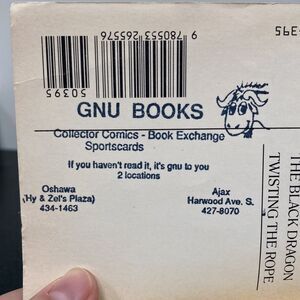 9 780553 265576
50395
GNU BOOKS
Collector Comics - Book Exchange
Sportscards
If you haven't read it, it's gnu to you
2 locations
Oshawa
(Hy & Zel's Plaza)
434-1463
Ajax
Harwood Ave. S.
427-8070
THE BLACK DRAGON
TWISTING THE ROPE